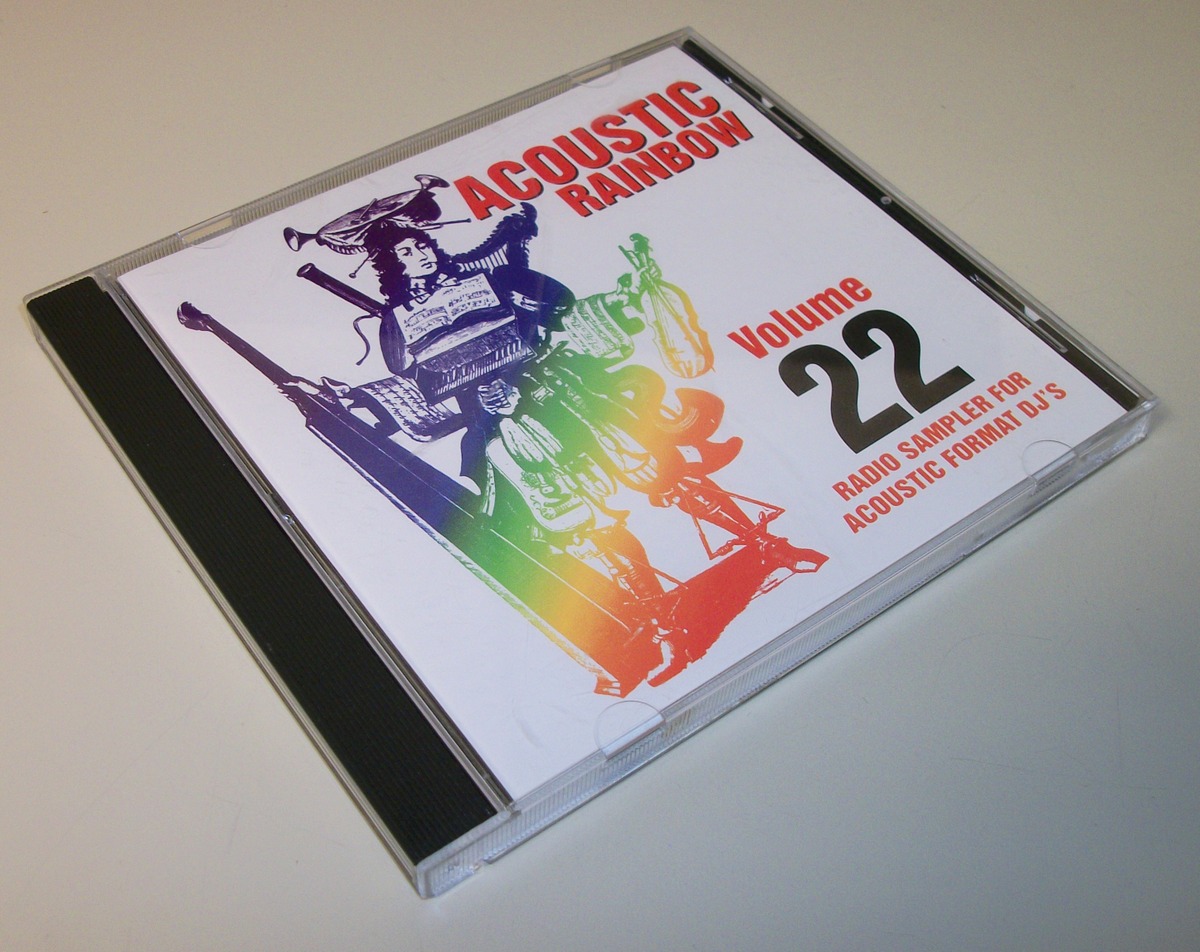 ACOUSTIC
RAINBOW
Volume
22
RADIO SAMPLER FOR
ACOUSTIC FORMAT DJ'S